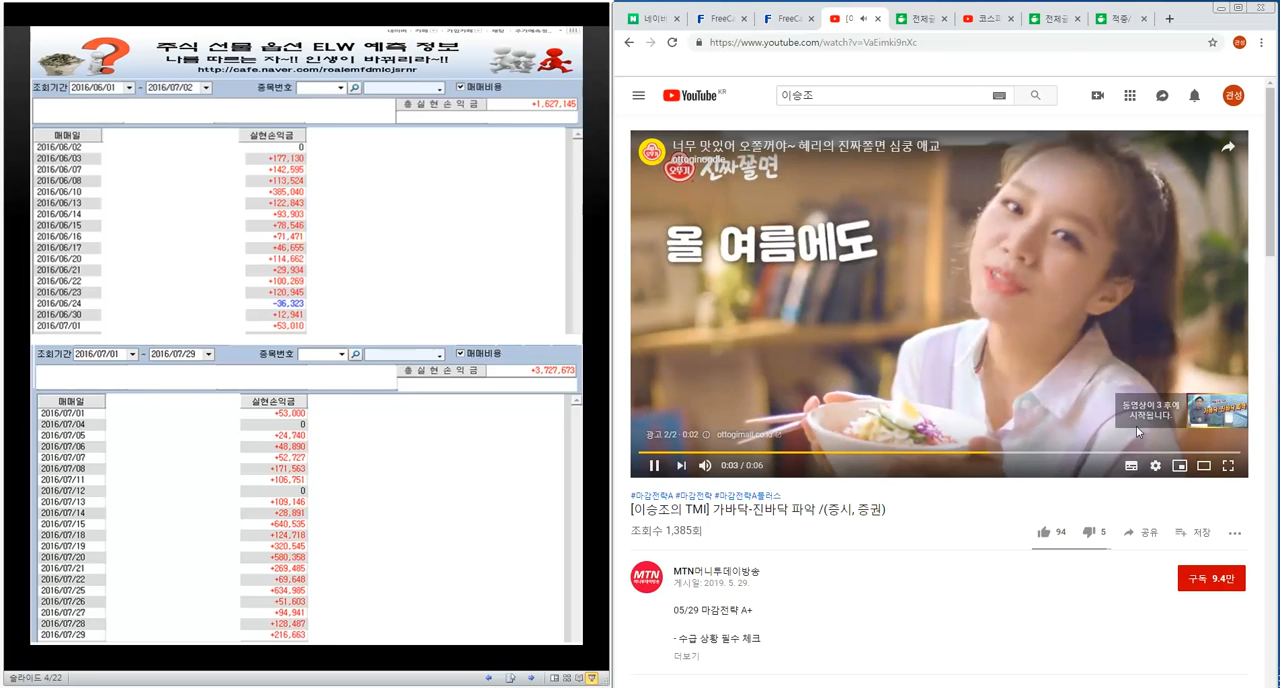 주식 선물 옵션 ELW 예측 정보
나를 따르는 자~!! 인생이 바뀌리라~!!
http://cafe.naver.com/roalemfdmlcjsrnr
조회기간 2016/06/01 - 2016/07/02 종목번호 매매비용
총 실 현 손 익 금 +1,627,145
매매일 실현손익금
2016/06/02 0
2016/06/03 +177,130
2016/06/07 +142,595
2016/06/08 +113,524
2016/06/10 +385,040
2016/06/13 +122,843
2016/06/14 +93,903
2016/06/15 +78,546
2016/06/16 +71,471
2016/06/17 +46,655
2016/06/20 +114,662
2016/06/21 +29,934
2016/06/22 +100,269
2016/06/23 +120,945
2016/06/24 -36,323
2016/06/30 +12,941
2016/07/01 +53,010
조회기간 2016/07/01 - 2016/07/29 종목번호 매매비용
총 실 현 손 익 금 +3,727,673
매매일 실현손익금
2016/07/01 +53,000
2016/07/04 0
2016/07/05 +24,740
2016/07/06 +48,890
2016/07/07 +52,727
2016/07/08 +171,563
2016/07/11 +106,751
2016/07/12 0
2016/07/13 +109,146
2016/07/14 +28,891
2016/07/15 +640,535
2016/07/18 +124,718
2016/07/19 +320,545
2016/07/20 +580,358
2016/07/21 +269,485
2016/07/22 +69,648
2016/07/25 +634,985
2016/07/26 +51,603
2016/07/27 +94,941
2016/07/28 +128,487
2016/07/29 +216,663
슬라이드 4/22
네이버 FreeCa FreeCa [0 전제글 코스피 전제글 적중/
https://www.youtube.com/watch?v=VaEimki9nXc
관성
YouTube KR
이승조
관성
너무 맛있어 오쫄꺼야~ 혜리의 진짜쫄면 심쿵 애교
ottoginoodle
오뚜기 진짜쫄면
올 여름에도
동영상이 3 후에
시작됩니다.
광고 2/2 · 0:02 ottogimall.co.kr
0:03 / 0:06
#마감전략A #마감전략 #마감전략A플러스
[이승조의 TMI] 가바닥-진바닥 파악 /(증시, 증권)
조회수 1,385회
94 5 공유 저장
MTN머니투데이방송
게시일: 2019. 5. 29.
구독 9.4만
05/29 마감전략 A+
- 수급 상황 필수 체크
더보기